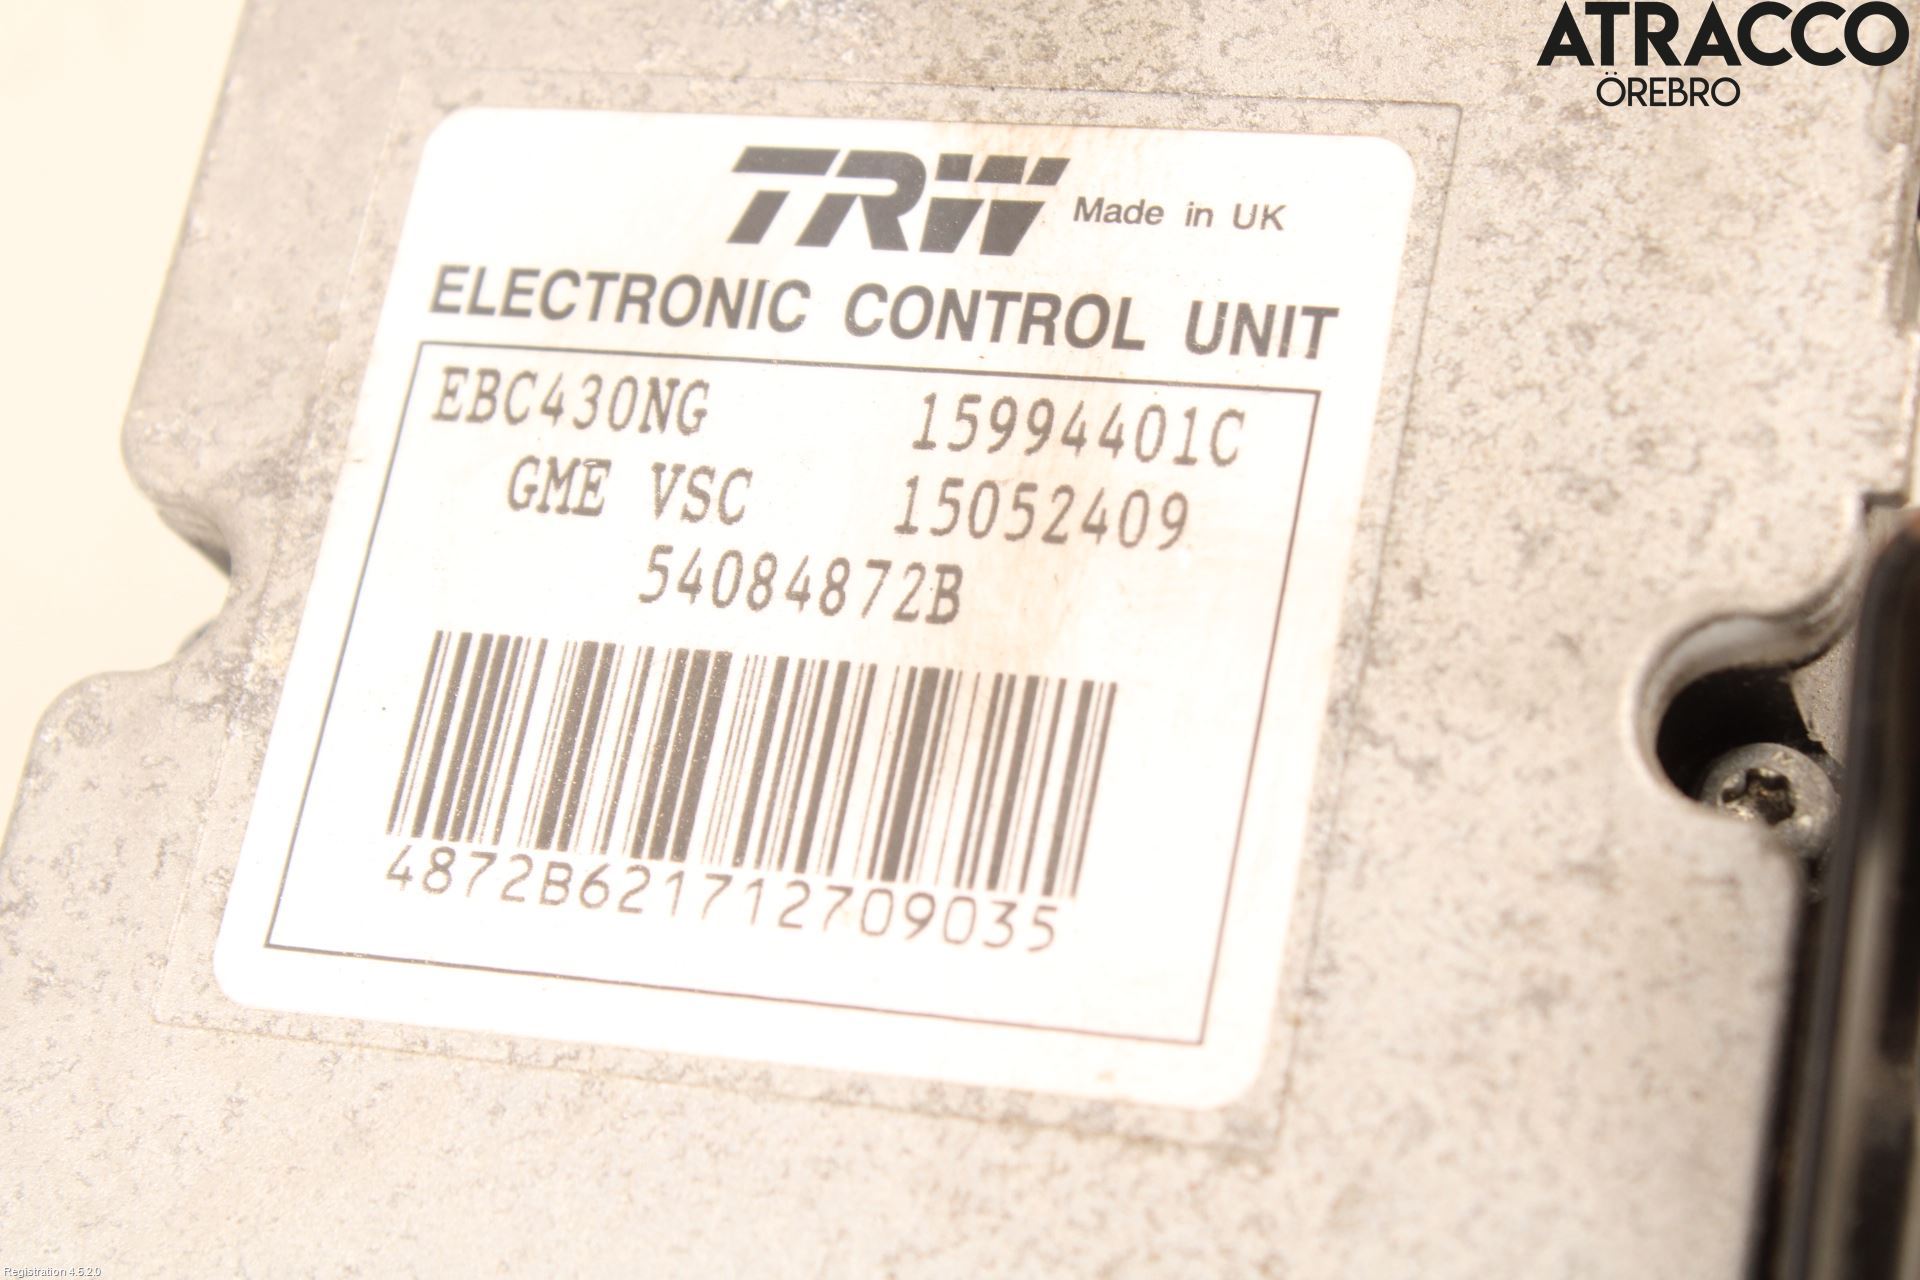 ATRACCO
ÖREBRO
TRW Made in UK
ELECTRONIC CONTROL UNIT
EBC430NG 15994401C
GME VSC 15052409
54084872B
4872B621712709035
Registration 4.5.2.0